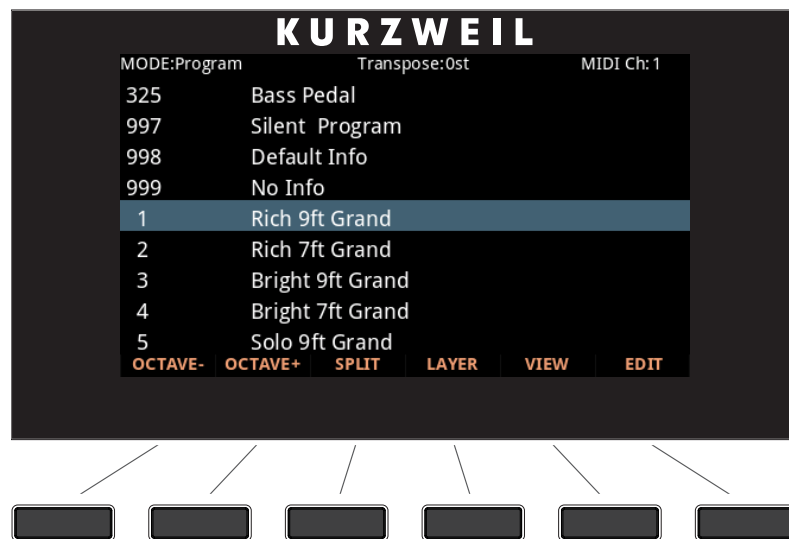 KURZWEIL
MODE:Program Transpose:0st MIDI Ch:1
325 Bass Pedal
997 Silent Program
998 Default Info
999 No Info
1 Rich 9ft Grand
2 Rich 7ft Grand
3 Bright 9ft Grand
4 Bright 7ft Grand
5 Solo 9ft Grand
OCTAVE- OCTAVE+ SPLIT LAYER VIEW EDIT